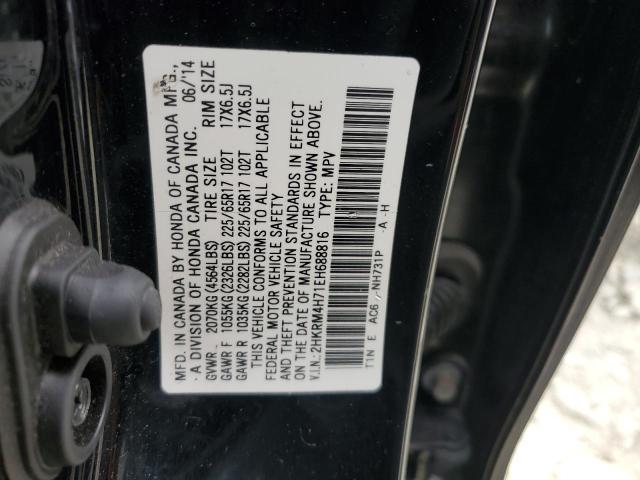 MFD. IN CANADA BY HONDA OF CANADA MFG.,
A DIVISION OF HONDA CANADA INC. 06/'14
GVWR 2070KG(4564LBS) TIRE SIZE RIM SIZE
GAWR F 1055KG(2326LBS) 225/65R17 102T 17X6.5J
GAWR R 1035KG(2282LBS) 225/65R17 102T 17X6.5J
THIS VEHICLE CONFORMS TO ALL APPLICABLE
FEDERAL MOTOR VEHICLE SAFETY
AND THEFT PREVENTION STANDARDS IN EFFECT
ON THE DATE OF MANUFACTURE SHOWN ABOVE.
V.I.N.: 2HKRM4H71EH688816 TYPE: MPV
T1N E AC6 NH731P A -H